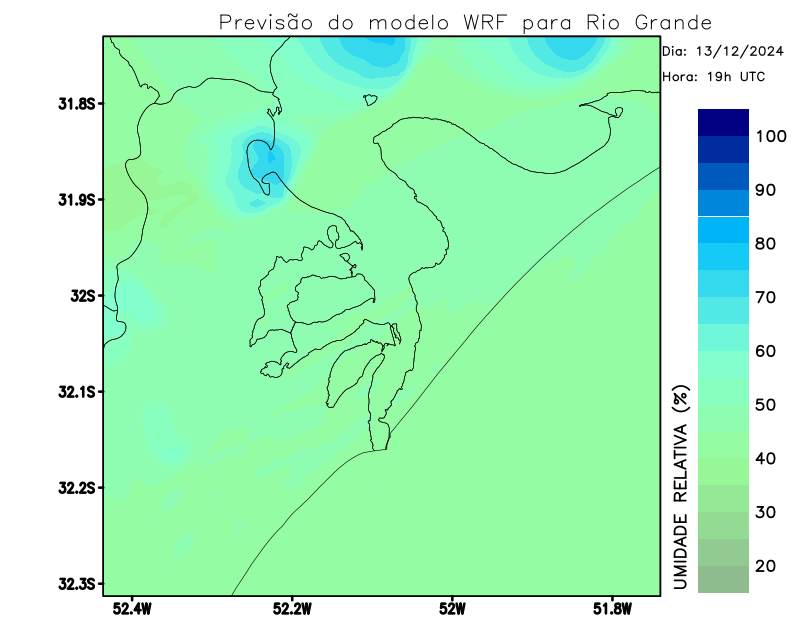 Previsão do modelo WRF para Rio Grande
Dia: 13/12/2024
Hora: 19h UTC
31.8S
31.9S
32S
32.1S
32.2S
32.3S
52.4W
52.2W
52W
51.8W
UMIDADE RELATIVA (%)
100
90
80
70
60
50
40
30
20